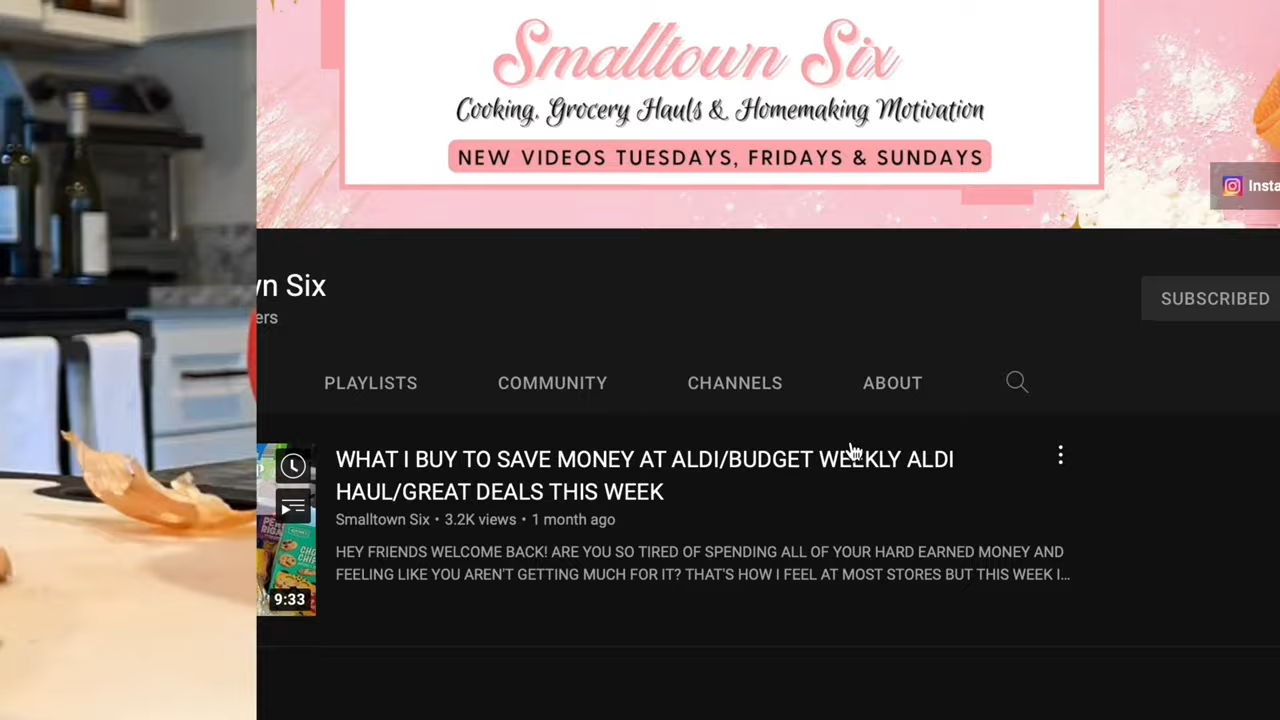 Smalltown Six
Cooking, Grocery Hauls & Homemaking Motivation
NEW VIDEOS TUESDAYS, FRIDAYS & SUNDAYS
Insta
wn Six
ers
SUBSCRIBED
PLAYLISTS COMMUNITY CHANNELS ABOUT
WHAT I BUY TO SAVE MONEY AT ALDI/BUDGET WEEKLY ALDI
HAUL/GREAT DEALS THIS WEEK
Smalltown Six • 3.2K views • 1 month ago
HEY FRIENDS WELCOME BACK! ARE YOU SO TIRED OF SPENDING ALL OF YOUR HARD EARNED MONEY AND
FEELING LIKE YOU AREN'T GETTING MUCH FOR IT? THAT'S HOW I FEEL AT MOST STORES BUT THIS WEEK I...
9:33